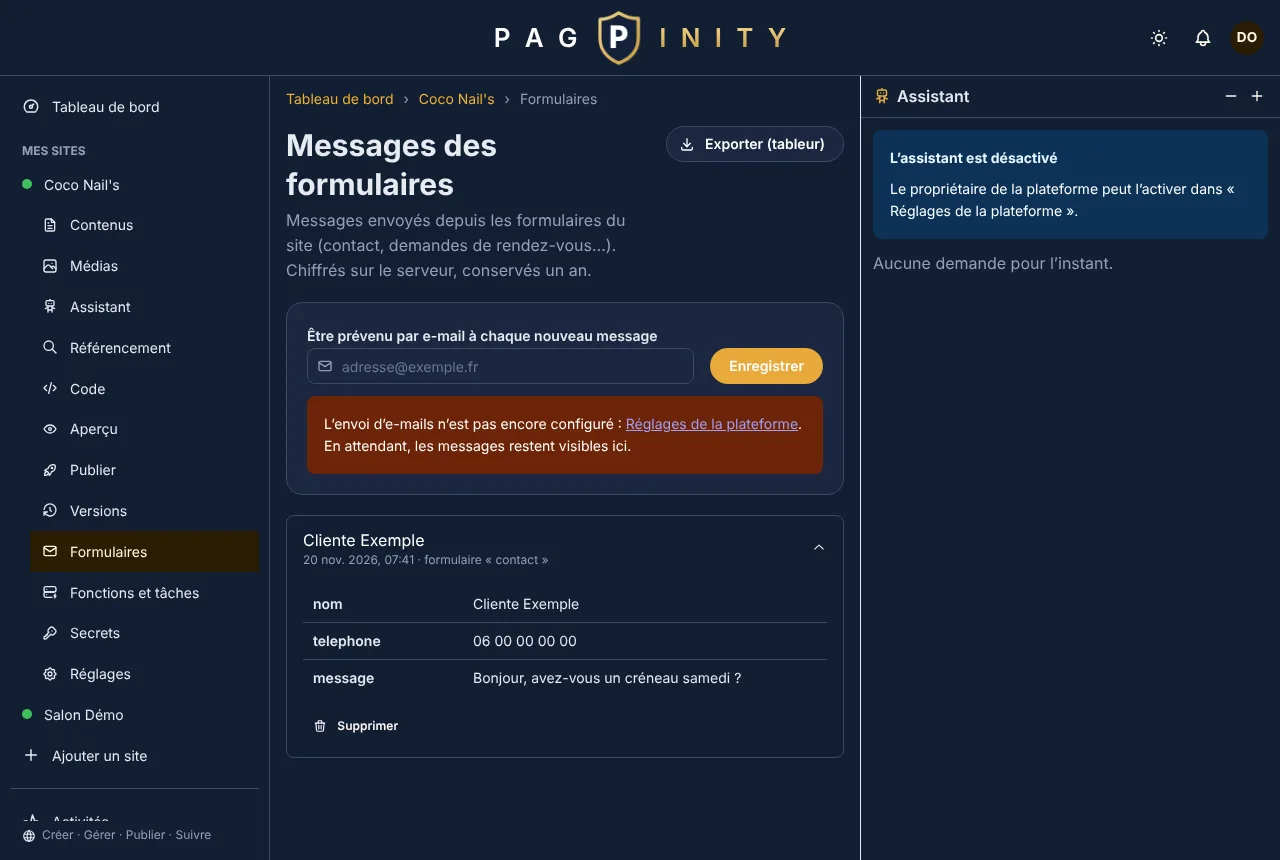 PAGPINITY
DO
Tableau de bord
MES SITES
Coco Nail's
Contenus
Médias
Assistant
Référencement
Code
Aperçu
Publier
Versions
Formulaires
Fonctions et tâches
Secrets
Réglages
Salon Démo
Ajouter un site
Créer · Gérer · Publier · Suivre
Tableau de bord › Coco Nail's › Formulaires
Messages des
formulaires
Exporter (tableur)
Messages envoyés depuis les formulaires du
site (contact, demandes de rendez-vous…).
Chiffrés sur le serveur, conservés un an.
Être prévenu par e-mail à chaque nouveau message
adresse@exemple.fr
Enregistrer
L’envoi d’e-mails n’est pas encore configuré : Réglages de la plateforme.
En attendant, les messages restent visibles ici.
Cliente Exemple
20 nov. 2026, 07:41 · formulaire « contact »
nom Cliente Exemple
telephone 06 00 00 00 00
message Bonjour, avez-vous un créneau samedi ?
Supprimer
Assistant
L’assistant est désactivé
Le propriétaire de la plateforme peut l’activer dans «
Réglages de la plateforme ».
Aucune demande pour l’instant.